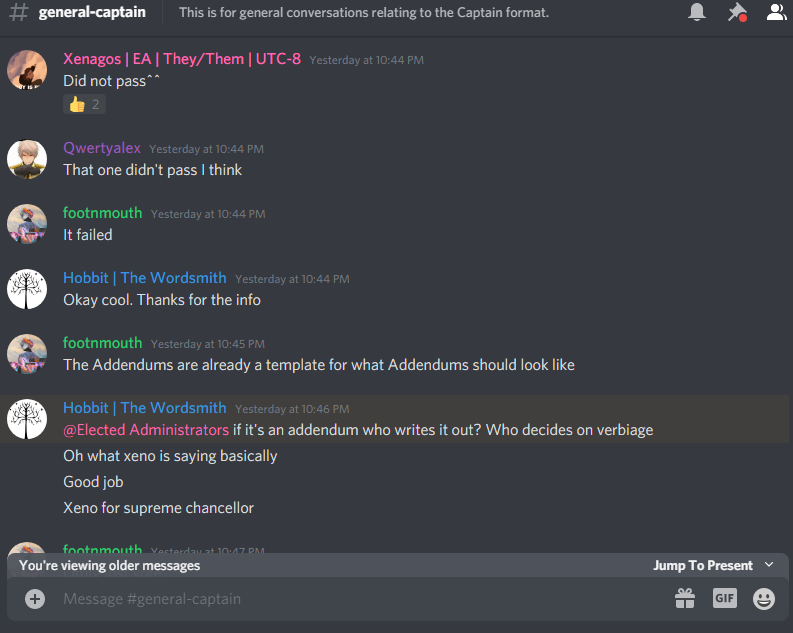 # general-captain This is for general conversations relating to the Captain format.
Xenagos | EA | They/Them | UTC-8 Yesterday at 10:44 PM
Did not pass^^
2
Qwertyalex Yesterday at 10:44 PM
That one didn't pass I think
footnmouth Yesterday at 10:44 PM
It failed
Hobbit | The Wordsmith Yesterday at 10:44 PM
Okay cool. Thanks for the info
footnmouth Yesterday at 10:45 PM
The Addendums are already a template for what Addendums should look like
Hobbit | The Wordsmith Yesterday at 10:46 PM
@Elected Administrators if it's an addendum who writes it out? Who decides on verbiage
Oh what xeno is saying basically
Good job
Xeno for supreme chancellor
footnmouth Yesterday at 10:47 PM
You're viewing older messages Jump To Present
Message #general-captain GIF